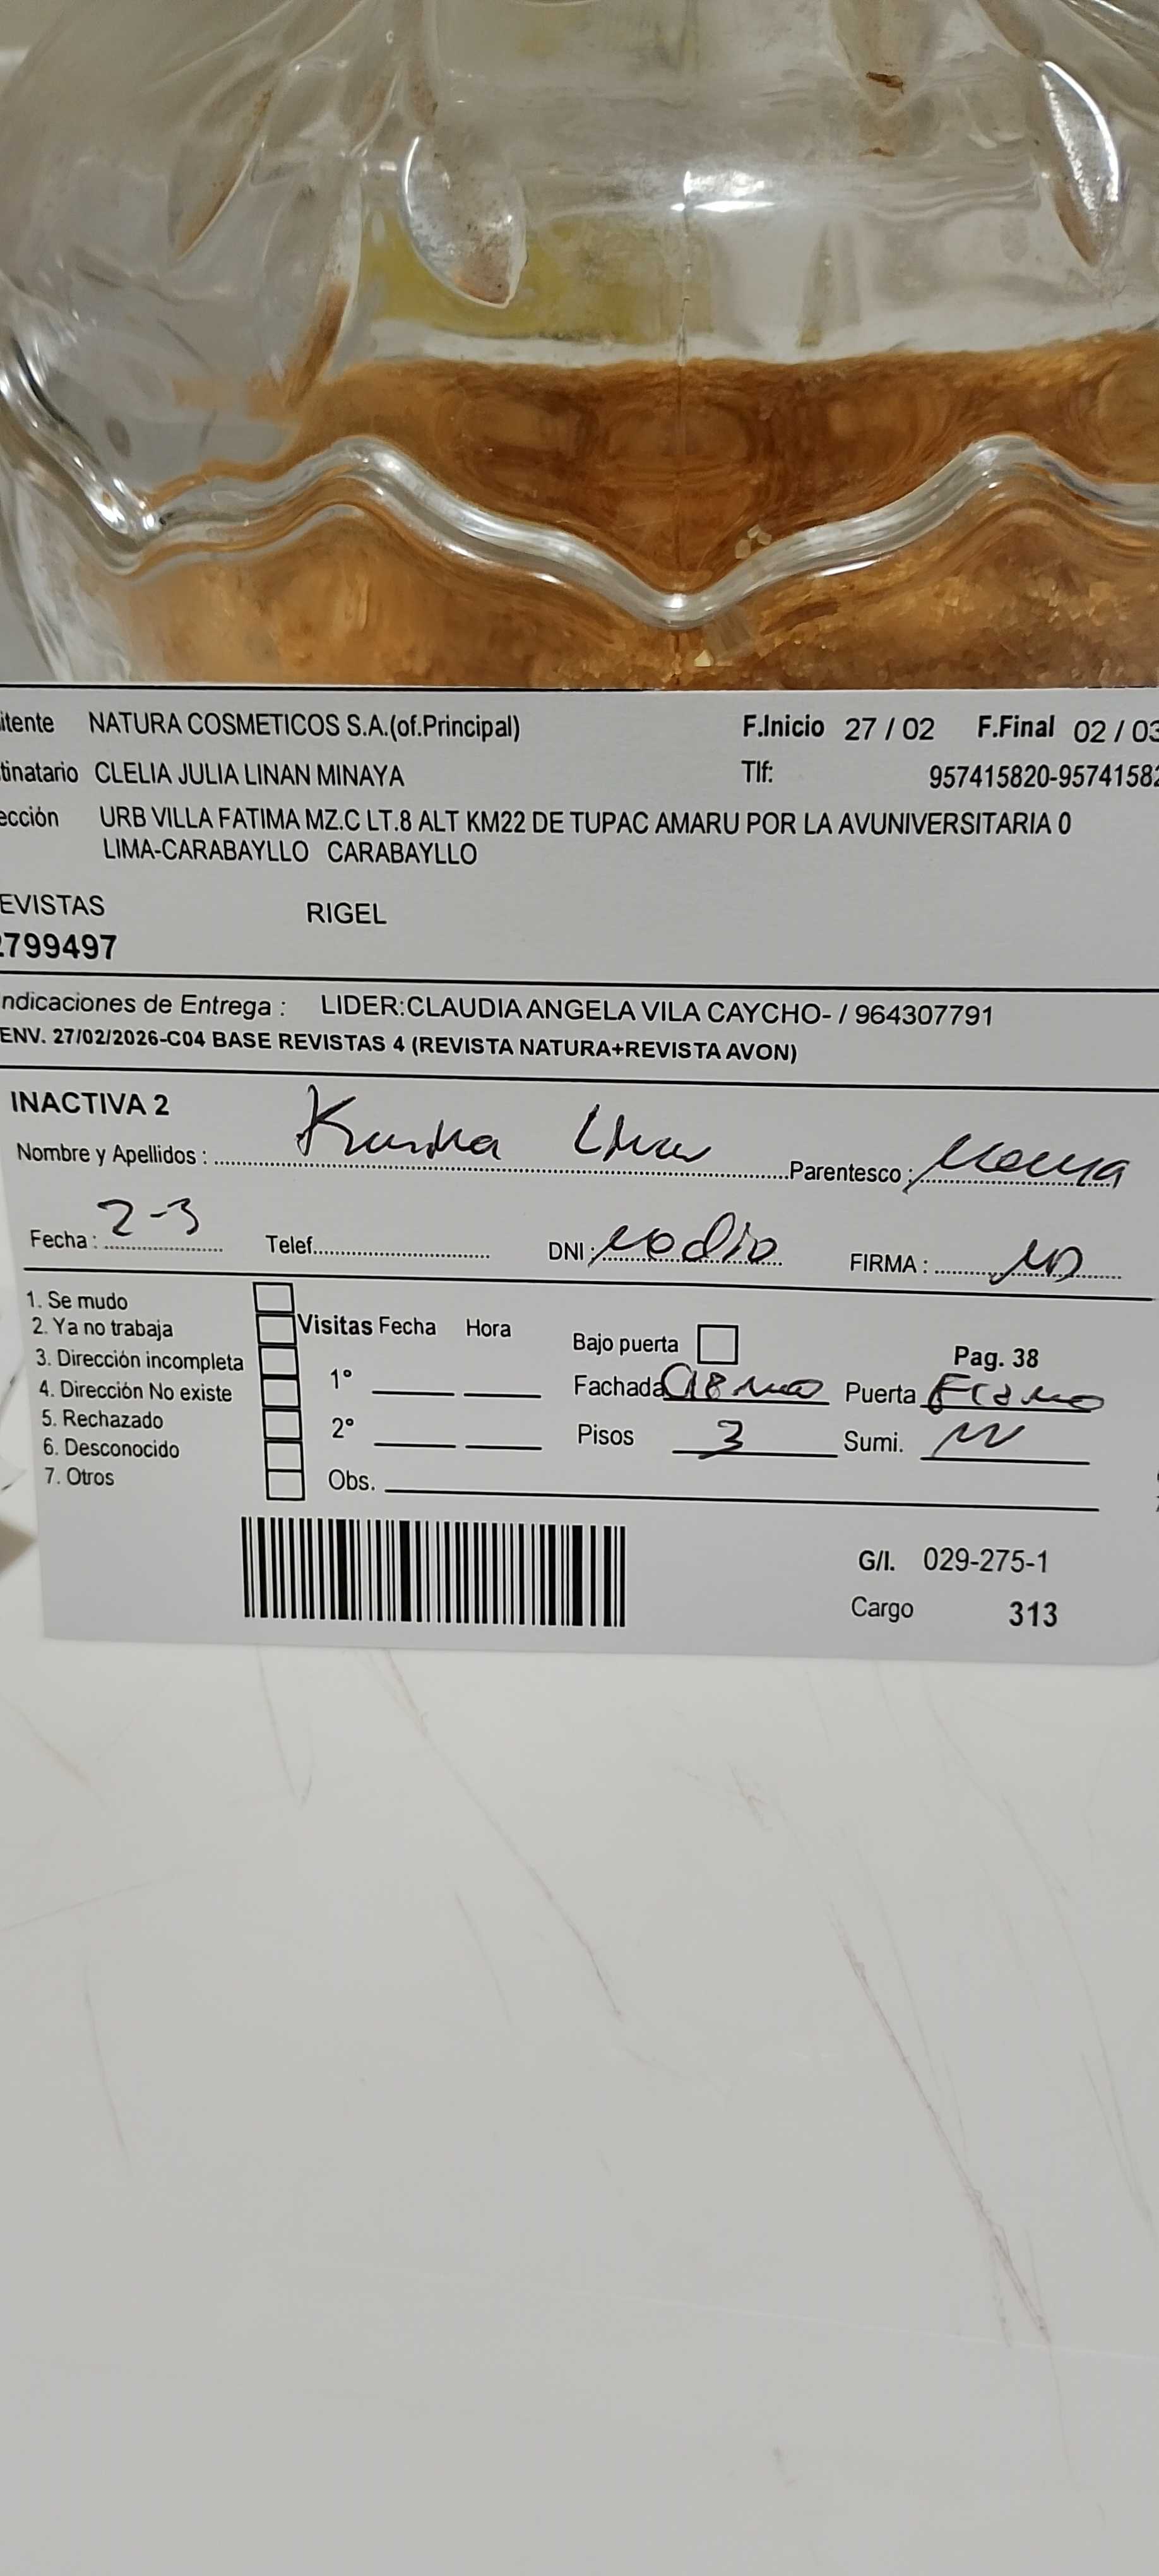 itente NATURA COSMETICOS S.A.(of.Principal) F.Inicio 27 / 02 F.Final 02 / 03
tinatario CLELIA JULIA LINAN MINAYA Tlf: 957415820-95741582
ección URB VILLA FATIMA MZ.C LT.8 ALT KM22 DE TUPAC AMARU POR LA AVUNIVERSITARIA 0
LIMA-CARABAYLLO CARABAYLLO
EVISTAS RIGEL
2799497
ndicaciones de Entrega : LIDER:CLAUDIA ANGELA VILA CAYCHO- / 964307791
ENV. 27/02/2026-C04 BASE REVISTAS 4 (REVISTA NATURA+REVISTA AVON)
INACTIVA 2
Nombre y Apellidos : Parentesco :
Fecha : 2-3 Telef. DNI : no dio FIRMA :
1. Se mudo
2. Ya no trabaja Visitas Fecha Hora Bajo puerta Pag. 38
3. Dirección incompleta
4. Dirección No existe 1° Fachada Puerta
5. Rechazado
6. Desconocido 2° Pisos 3 Sumi.
7. Otros Obs.
G/I. 029-275-1
Cargo 313